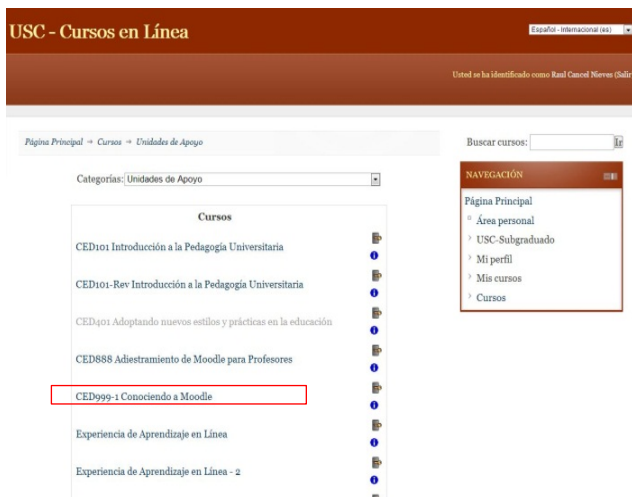 USC - Cursos en Línea
Español - Internacional (es)
Usted se ha identificado como Raul Cancel Nieves (Salir
Página Principal → Cursos → Unidades de Apoyo
Buscar cursos:
Ir
Categorías: Unidades de Apoyo
NAVEGACIÓN
Página Principal
Área personal
USC-Subgraduado
Mi perfil
Mis cursos
Cursos
Cursos
CED101 Introducción a la Pedagogía Universitaria
CED101-Rev Introducción a la Pedagogía Universitaria
CED401 Adoptando nuevos estilos y prácticas en la educación
CED888 Adiestramiento de Moodle para Profesores
CED999-1 Conociendo a Moodle
Experiencia de Aprendizaje en Línea
Experiencia de Aprendizaje en Línea - 2